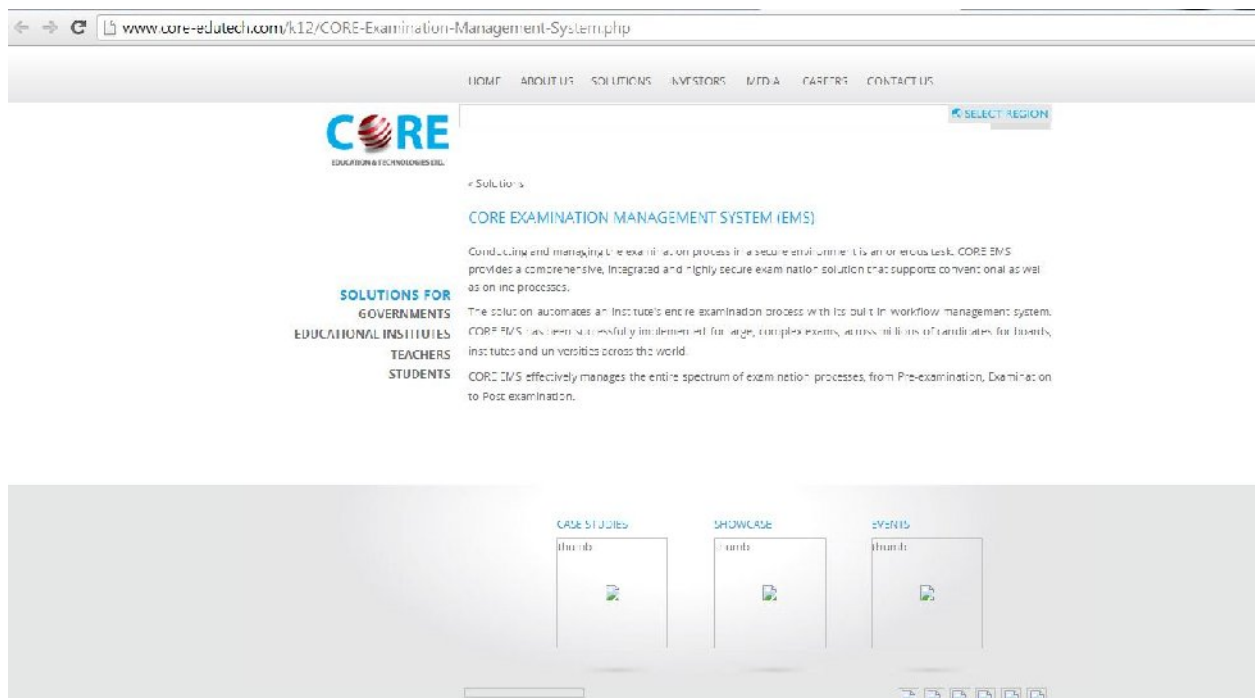 www.core-edutech.com/k12/CORE-Examination-Management-System.php
HOME ABOUT US SOLUTIONS INVESTORS MEDIA CAREERS CONTACT US
SELECT REGION
CORE
EDUCATION & TECHNOLOGIES LTD.
« Solutions
CORE EXAMINATION MANAGEMENT SYSTEM (EMS)
Conducting and managing the examination process in a secure environment is an onerous task. CORE EMS
provides a comprehensive, integrated and highly secure examination solution that supports conventional as well
as online processes.
The solution automates an institute's entire examination process with its built in workflow management system.
CORE EMS has been successfully implemented for large, complex exams, across millions of candidates for boards,
institutes and universities across the world.
CORE EMS effectively manages the entire spectrum of examination processes, from Pre-examination, Examination
to Post examination.
SOLUTIONS FOR
GOVERNMENTS
EDUCATIONAL INSTITUTES
TEACHERS
STUDENTS
CASE STUDIES SHOWCASE EVENTS
thumb thumb thumb